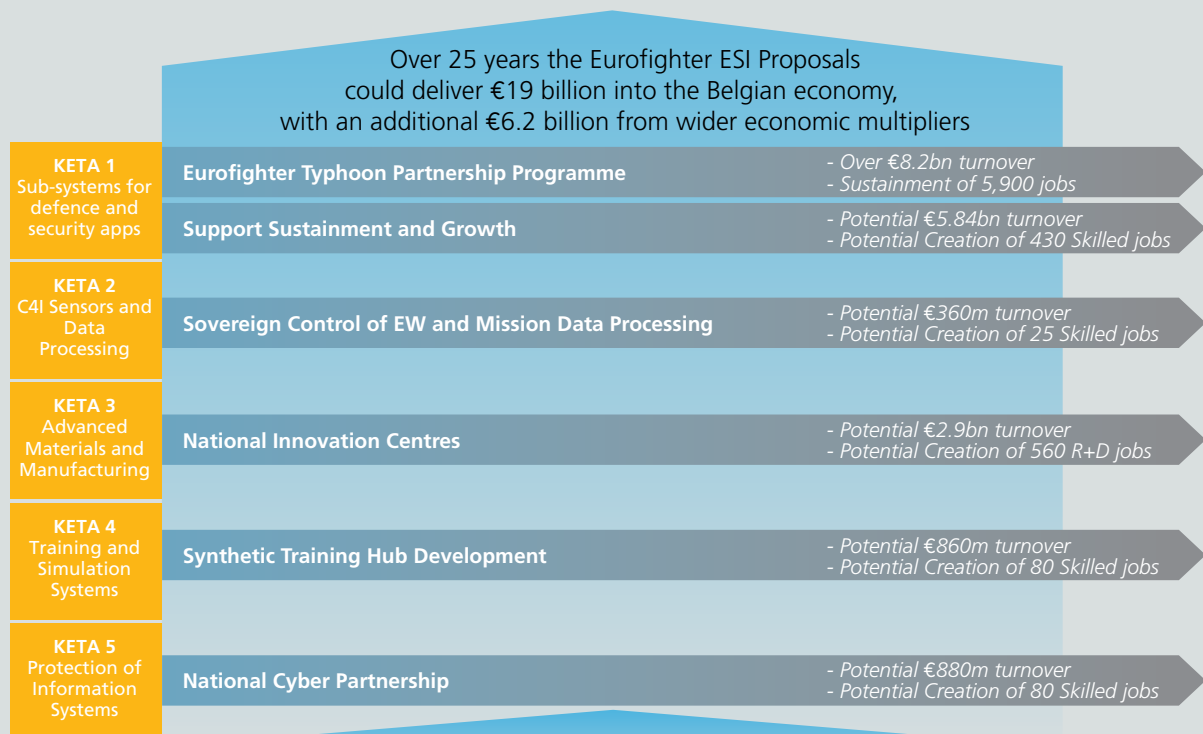 Over 25 years the Eurofighter ESI Proposals
could deliver €19 billion into the Belgian economy,
with an additional €6.2 billion from wider economic multipliers
KETA 1
Sub-systems for
defence and
security apps
Eurofighter Typhoon Partnership Programme
- Over €8.2bn turnover
- Sustainment of 5,900 jobs
Support Sustainment and Growth
- Potential €5.84bn turnover
- Potential Creation of 430 Skilled jobs
KETA 2
C4I Sensors and
Data
Processing
Sovereign Control of EW and Mission Data Processing
- Potential €360m turnover
- Potential Creation of 25 Skilled jobs
KETA 3
Advanced
Materials and
Manufacturing
National Innovation Centres
- Potential €2.9bn turnover
- Potential Creation of 560 R+D jobs
KETA 4
Training and
Simulation
Systems
Synthetic Training Hub Development
- Potential €860m turnover
- Potential Creation of 80 Skilled jobs
KETA 5
Protection of
Information
Systems
National Cyber Partnership
- Potential €880m turnover
- Potential Creation of 80 Skilled jobs